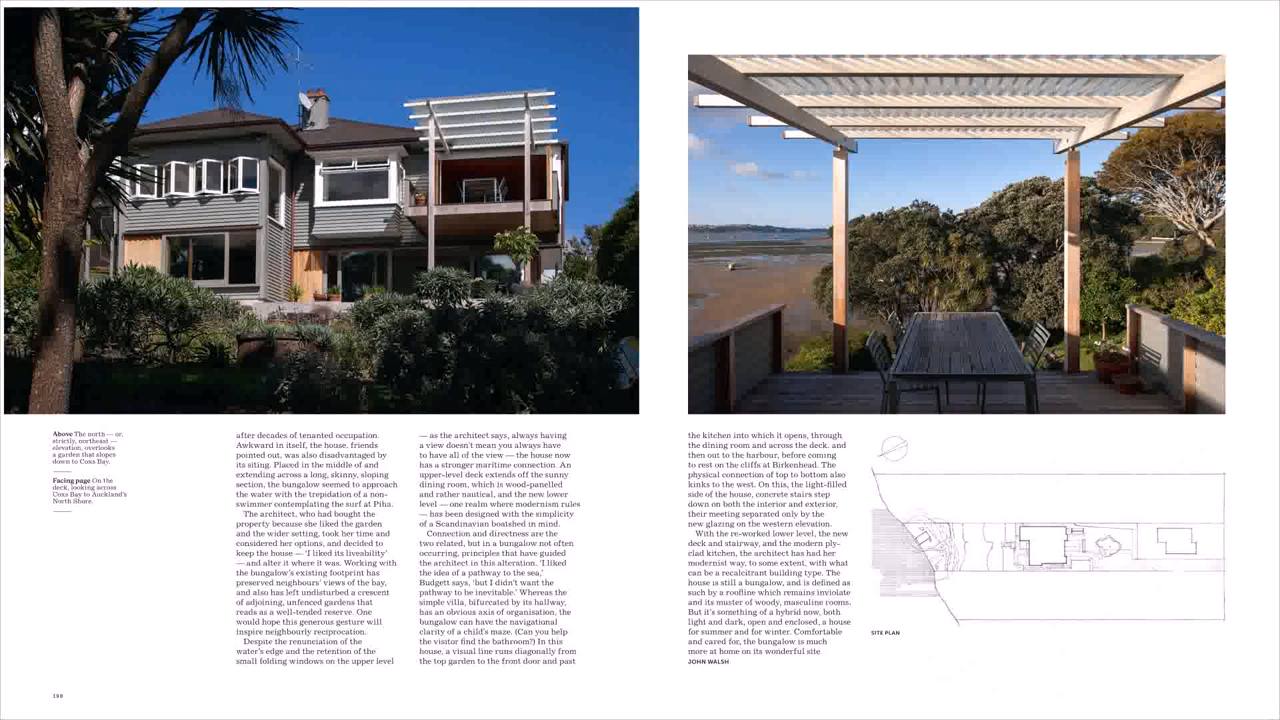 Above The north — or,
strictly, northeast —
elevation, overlooks
a garden that slopes
down to Coxs Bay.
Facing page On the
deck, looking across
Coxs Bay to Auckland's
North Shore.
after decades of tenanted occupation.
Awkward in itself, the house, friends
pointed out, was also disadvantaged by
its siting. Placed in the middle of and
extending across a long, skinny, sloping
section, the bungalow seemed to approach
the water with the trepidation of a non-
swimmer contemplating the surf at Piha.
The architect, who had bought the
property because she liked the garden
and the wider setting, took her time and
considered her options, and decided to
keep the house — 'I liked its liveability'
— and alter it where it was. Working with
the bungalow's existing footprint has
preserved neighbours' views of the bay,
and also has left undisturbed a crescent
of adjoining, unfenced gardens that
reads as a well-tended reserve. One
would hope this generous gesture will
inspire neighbourly reciprocation.
Despite the renunciation of the
water's edge and the retention of the
small folding windows on the upper level
— as the architect says, always having
a view doesn't mean you always have
to have all of the view — the house now
has a stronger maritime connection. An
upper-level deck extends off the sunny
dining room, which is wood-panelled
and rather nautical, and the new lower
level — one realm where modernism rules
— has been designed with the simplicity
of a Scandinavian boatshed in mind.
Connection and directness are the
two related, but in a bungalow not often
occurring, principles that have guided
the architect in this alteration. 'I liked
the idea of a pathway to the sea,'
Budgett says, 'but I didn't want the
pathway to be inevitable.' Whereas the
simple villa, bifurcated by its hallway,
has an obvious axis of organisation, the
bungalow can have the navigational
clarity of a child's maze. (Can you help
the visitor find the bathroom?) In this
house, a visual line runs diagonally from
the top garden to the front door and past
the kitchen into which it opens, through
the dining room and across the deck, and
then out to the harbour, before coming
to rest on the cliffs at Birkenhead. The
physical connection of top to bottom also
kinks to the west. On this, the light-filled
side of the house, concrete stairs step
down on both the interior and exterior,
their meeting separated only by the
new glazing on the western elevation.
With the re-worked lower level, the new
deck and stairway, and the modern ply-
clad kitchen, the architect has had her
modernist way, to some extent, with what
can be a recalcitrant building type. The
house is still a bungalow, and is defined as
such by a roofline which remains inviolate
and its muster of woody, masculine rooms.
But it's something of a hybrid now, both
light and dark, open and enclosed, a house
for summer and for winter. Comfortable
and cared for, the bungalow is much
more at home on its wonderful site
JOHN WALSH
SITE PLAN
198